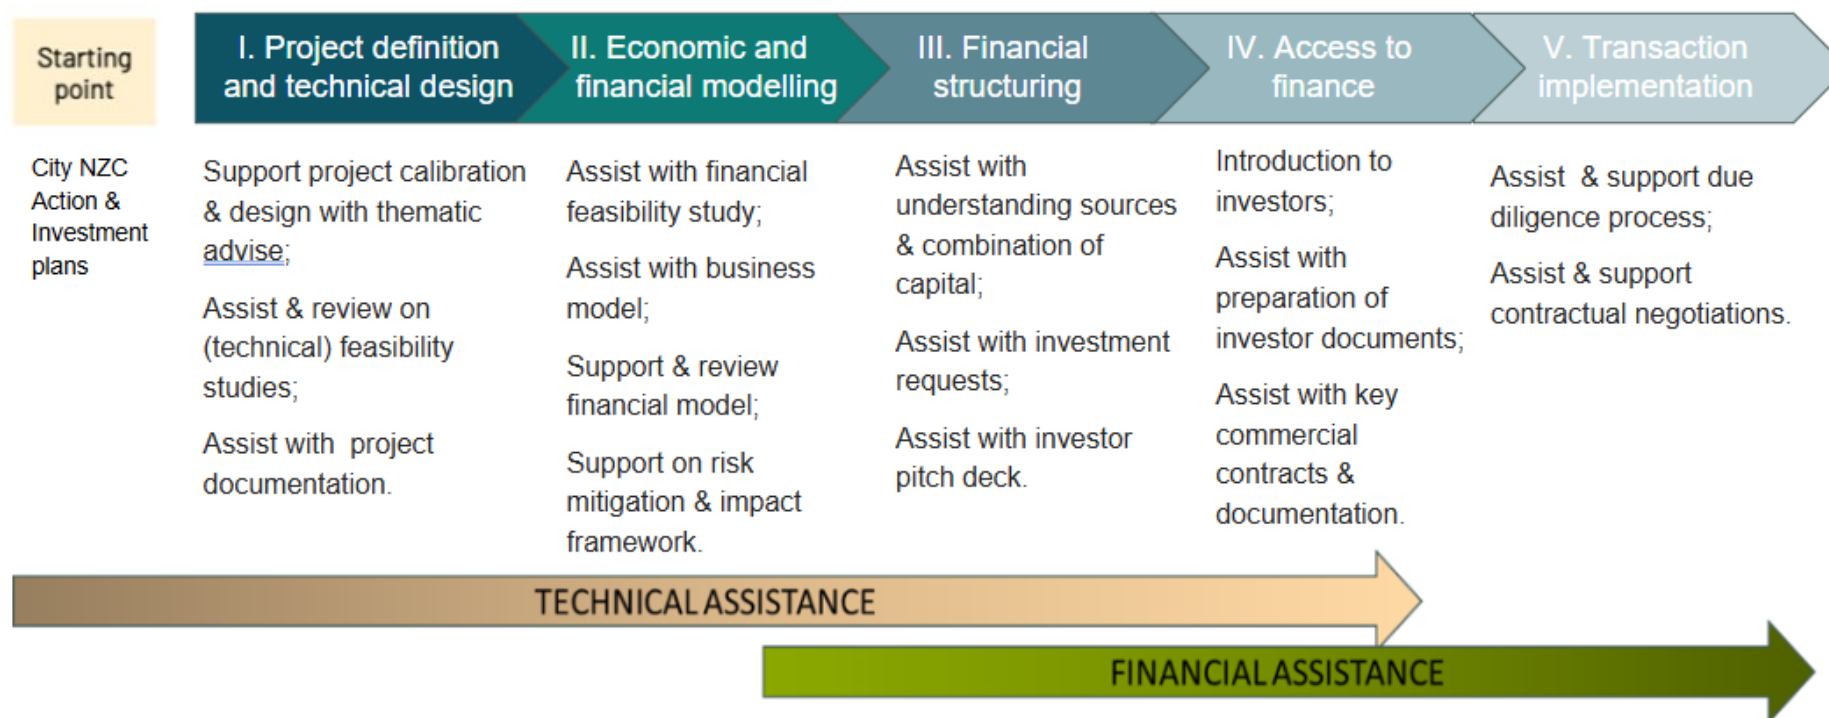 Starting
point
I. Project definition
and technical design
II. Economic and
financial modelling
III. Financial
structuring
IV. Access to
finance
V. Transaction
implementation
City NZC
Action &
Investment
plans
Support project calibration
& design with thematic
advise;
Assist & review on
(technical) feasibility
studies;
Assist with project
documentation.
Assist with financial
feasibility study;
Assist with business
model;
Support & review
financial model;
Support on risk
mitigation & impact
framework.
Assist with
understanding sources
& combination of
capital;
Assist with investment
requests;
Assist with investor
pitch deck.
Introduction to
investors;
Assist with
preparation of
investor documents;
Assist with key
commercial
contracts &
documentation.
Assist & support due
diligence process;
Assist & support
contractual negotiations.
TECHNICAL ASSISTANCE
FINANCIAL ASSISTANCE